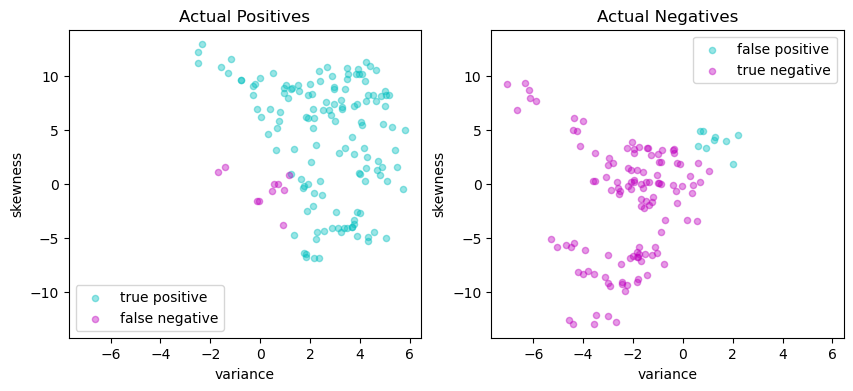 Actual Positives
10
5
0
−5
−10
skewness
true positive
false negative
−6 −4 −2 0 2 4 6
variance
Actual Negatives
false positive
true negative
10
5
0
−5
−10
skewness
−6 −4 −2 0 2 4 6
variance